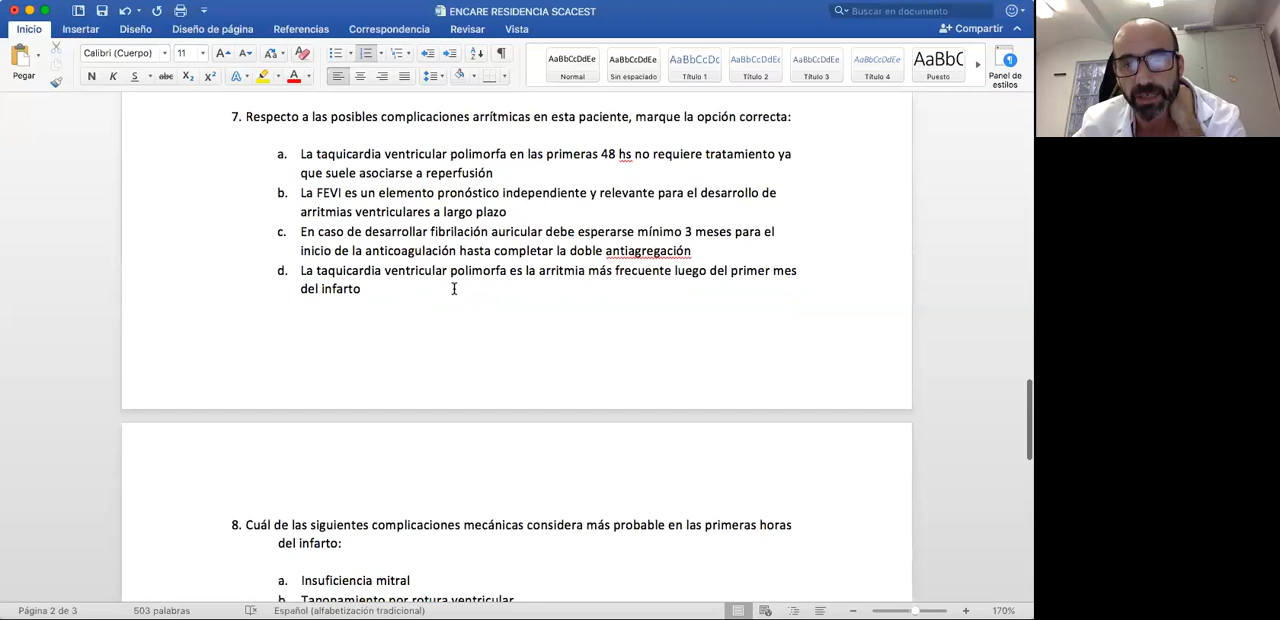 ENCARE RESIDENCIA SCACEST
Buscar en documento
Inicio Insertar Diseño Diseño de página Referencias Correspondencia Revisar Vista Compartir
Pegar
Calibri (Cuerpo) 11
N K S abc X₂ X²
AaBbCcDdEe AaBbCcDdEe AaBbCcDc AaBbCcDdEe AaBbCcDdEe AaBbCcDdEe AaBbC
Normal Sin espaciado Título 1 Título 2 Título 3 Título 4 Puesto
Panel de
estilos
7. Respecto a las posibles complicaciones arrítmicas en esta paciente, marque la opción correcta:
a. La taquicardia ventricular polimorfa en las primeras 48 hs no requiere tratamiento ya
que suele asociarse a reperfusión
b. La FEVI es un elemento pronóstico independiente y relevante para el desarrollo de
arritmias ventriculares a largo plazo
c. En caso de desarrollar fibrilación auricular debe esperarse mínimo 3 meses para el
inicio de la anticoagulación hasta completar la doble antiagregación
d. La taquicardia ventricular polimorfa es la arritmia más frecuente luego del primer mes
del infarto
8. Cuál de las siguientes complicaciones mecánicas considera más probable en las primeras horas
del infarto:
a. Insuficiencia mitral
b. Taponamiento por rotura ventricular
Página 2 de 3 503 palabras Español (alfabetización tradicional) 170%